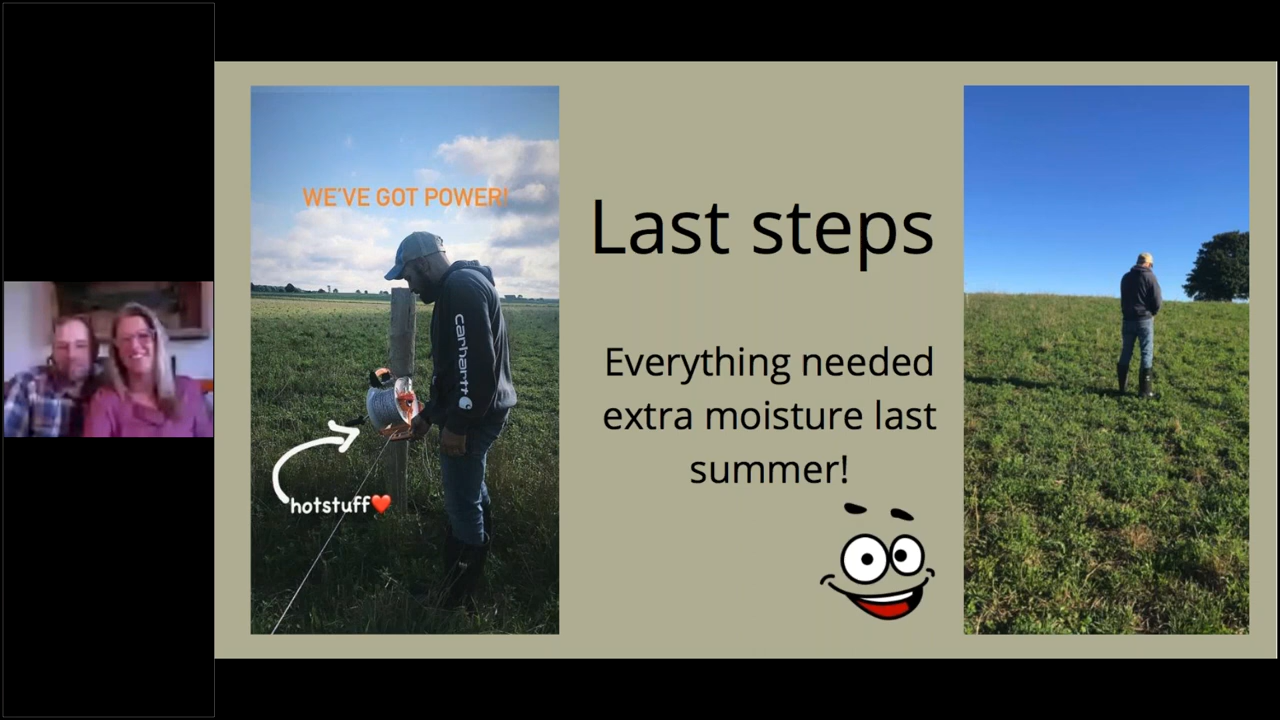 WE'VE GOT POWER!
carhartt
hotstuff❤️
Last steps
Everything needed
extra moisture last
summer!